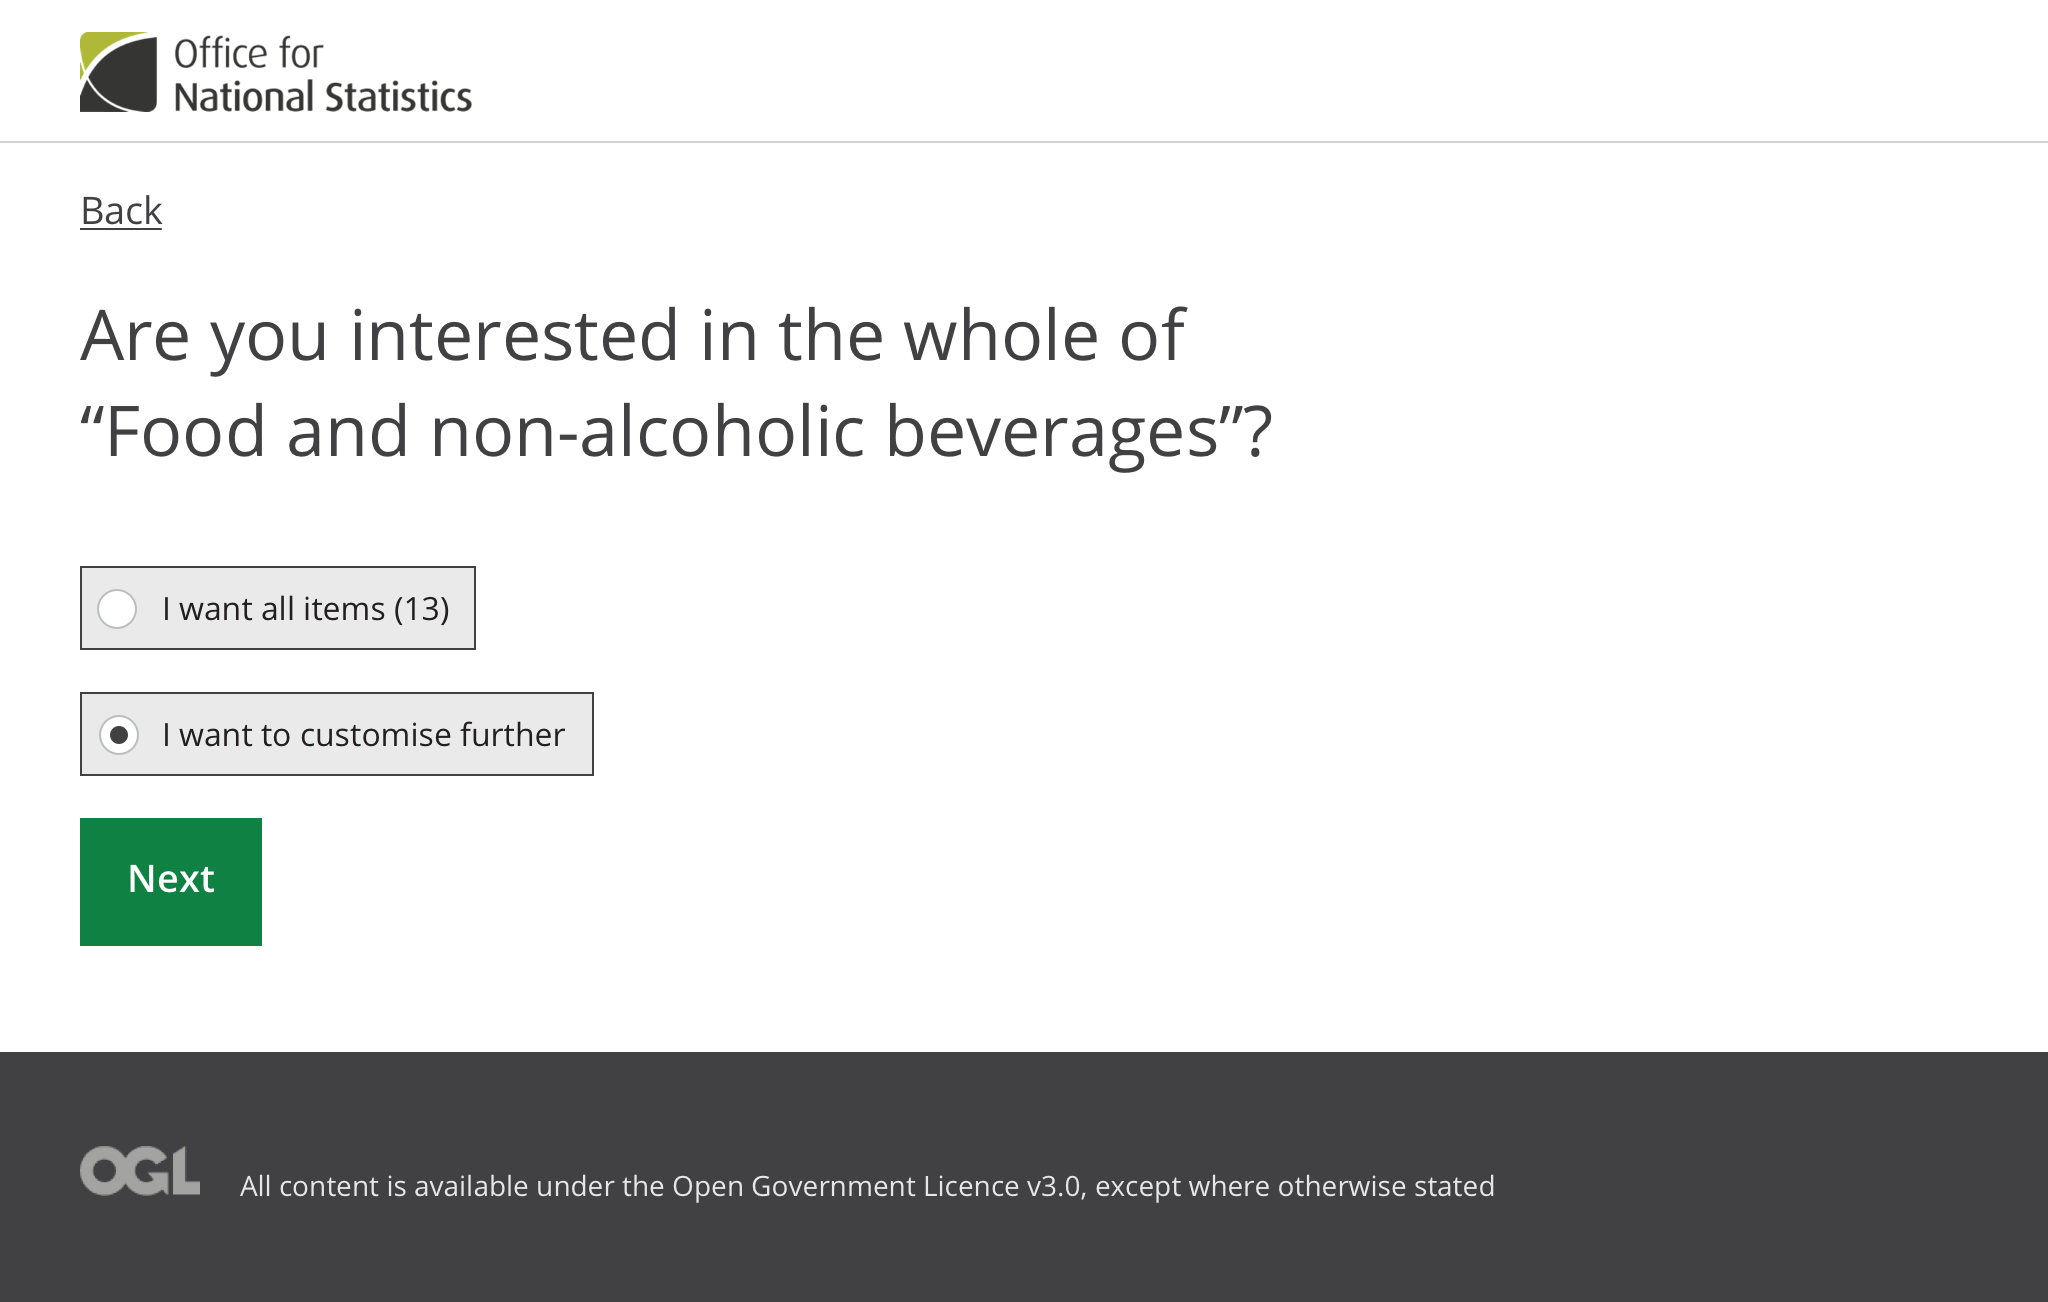 Office for
National Statistics
Back
Are you interested in the whole of
“Food and non-alcoholic beverages”?
I want all items (13)
I want to customise further
Next
OGL
All content is available under the Open Government Licence v3.0, except where otherwise stated